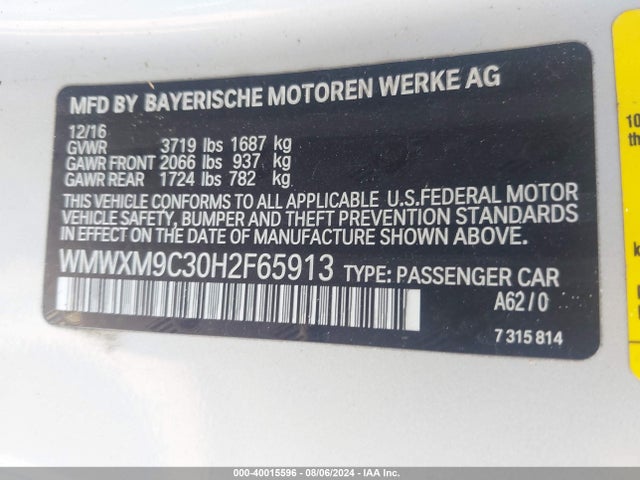 MFD BY BAYERISCHE MOTOREN WERKE AG
12/16
GVWR 3719 lbs 1687 kg
GAWR FRONT 2066 lbs 937 kg
GAWR REAR 1724 lbs 782 kg
THIS VEHICLE CONFORMS TO ALL APPLICABLE U.S.FEDERAL MOTOR
VEHICLE SAFETY, BUMPER AND THEFT PREVENTION STANDARDS
IN EFFECT ON THE DATE OF MANUFACTURE SHOWN ABOVE.
WMWXM9C30H2F65913 TYPE: PASSENGER CAR
A62/0
7 315 814
10
th
000-40015596 - 08/06/2024 - IAA Inc.